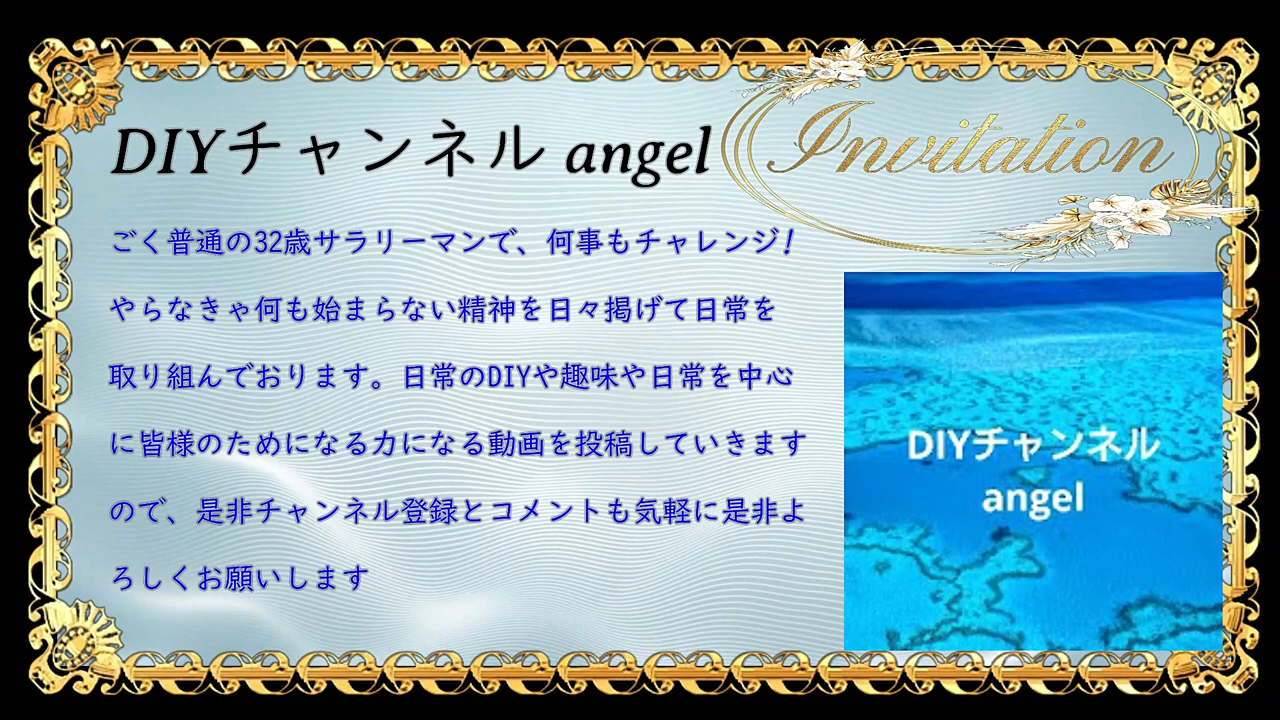 DIYチャンネル angel
Invitation
ごく普通の32歳サラリーマンで、何事もチャレンジ!
やらなきゃ何も始まらない精神を日々掲げて日常を
取り組んでおります。日常のDIYや趣味や日常を中心
に皆様のためになる力になる動画を投稿していきます
ので、是非チャンネル登録とコメントも気軽に是非よ
ろしくお願いします
DIYチャンネル
angel